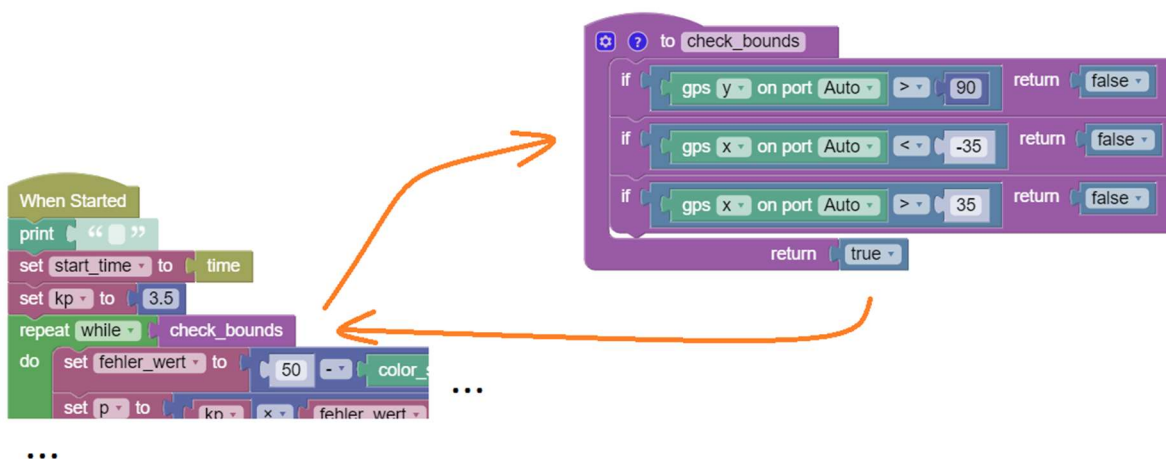 When Started
print “ ”
set start_time to time
set kp to 3.5
repeat while check_bounds
do set fehler_wert to 50 -
set p to kp × fehler_wert
...
...
? to check_bounds
if gps y on port Auto > 90 return false
if gps x on port Auto < -35 return false
if gps x on port Auto > 35 return false
return true